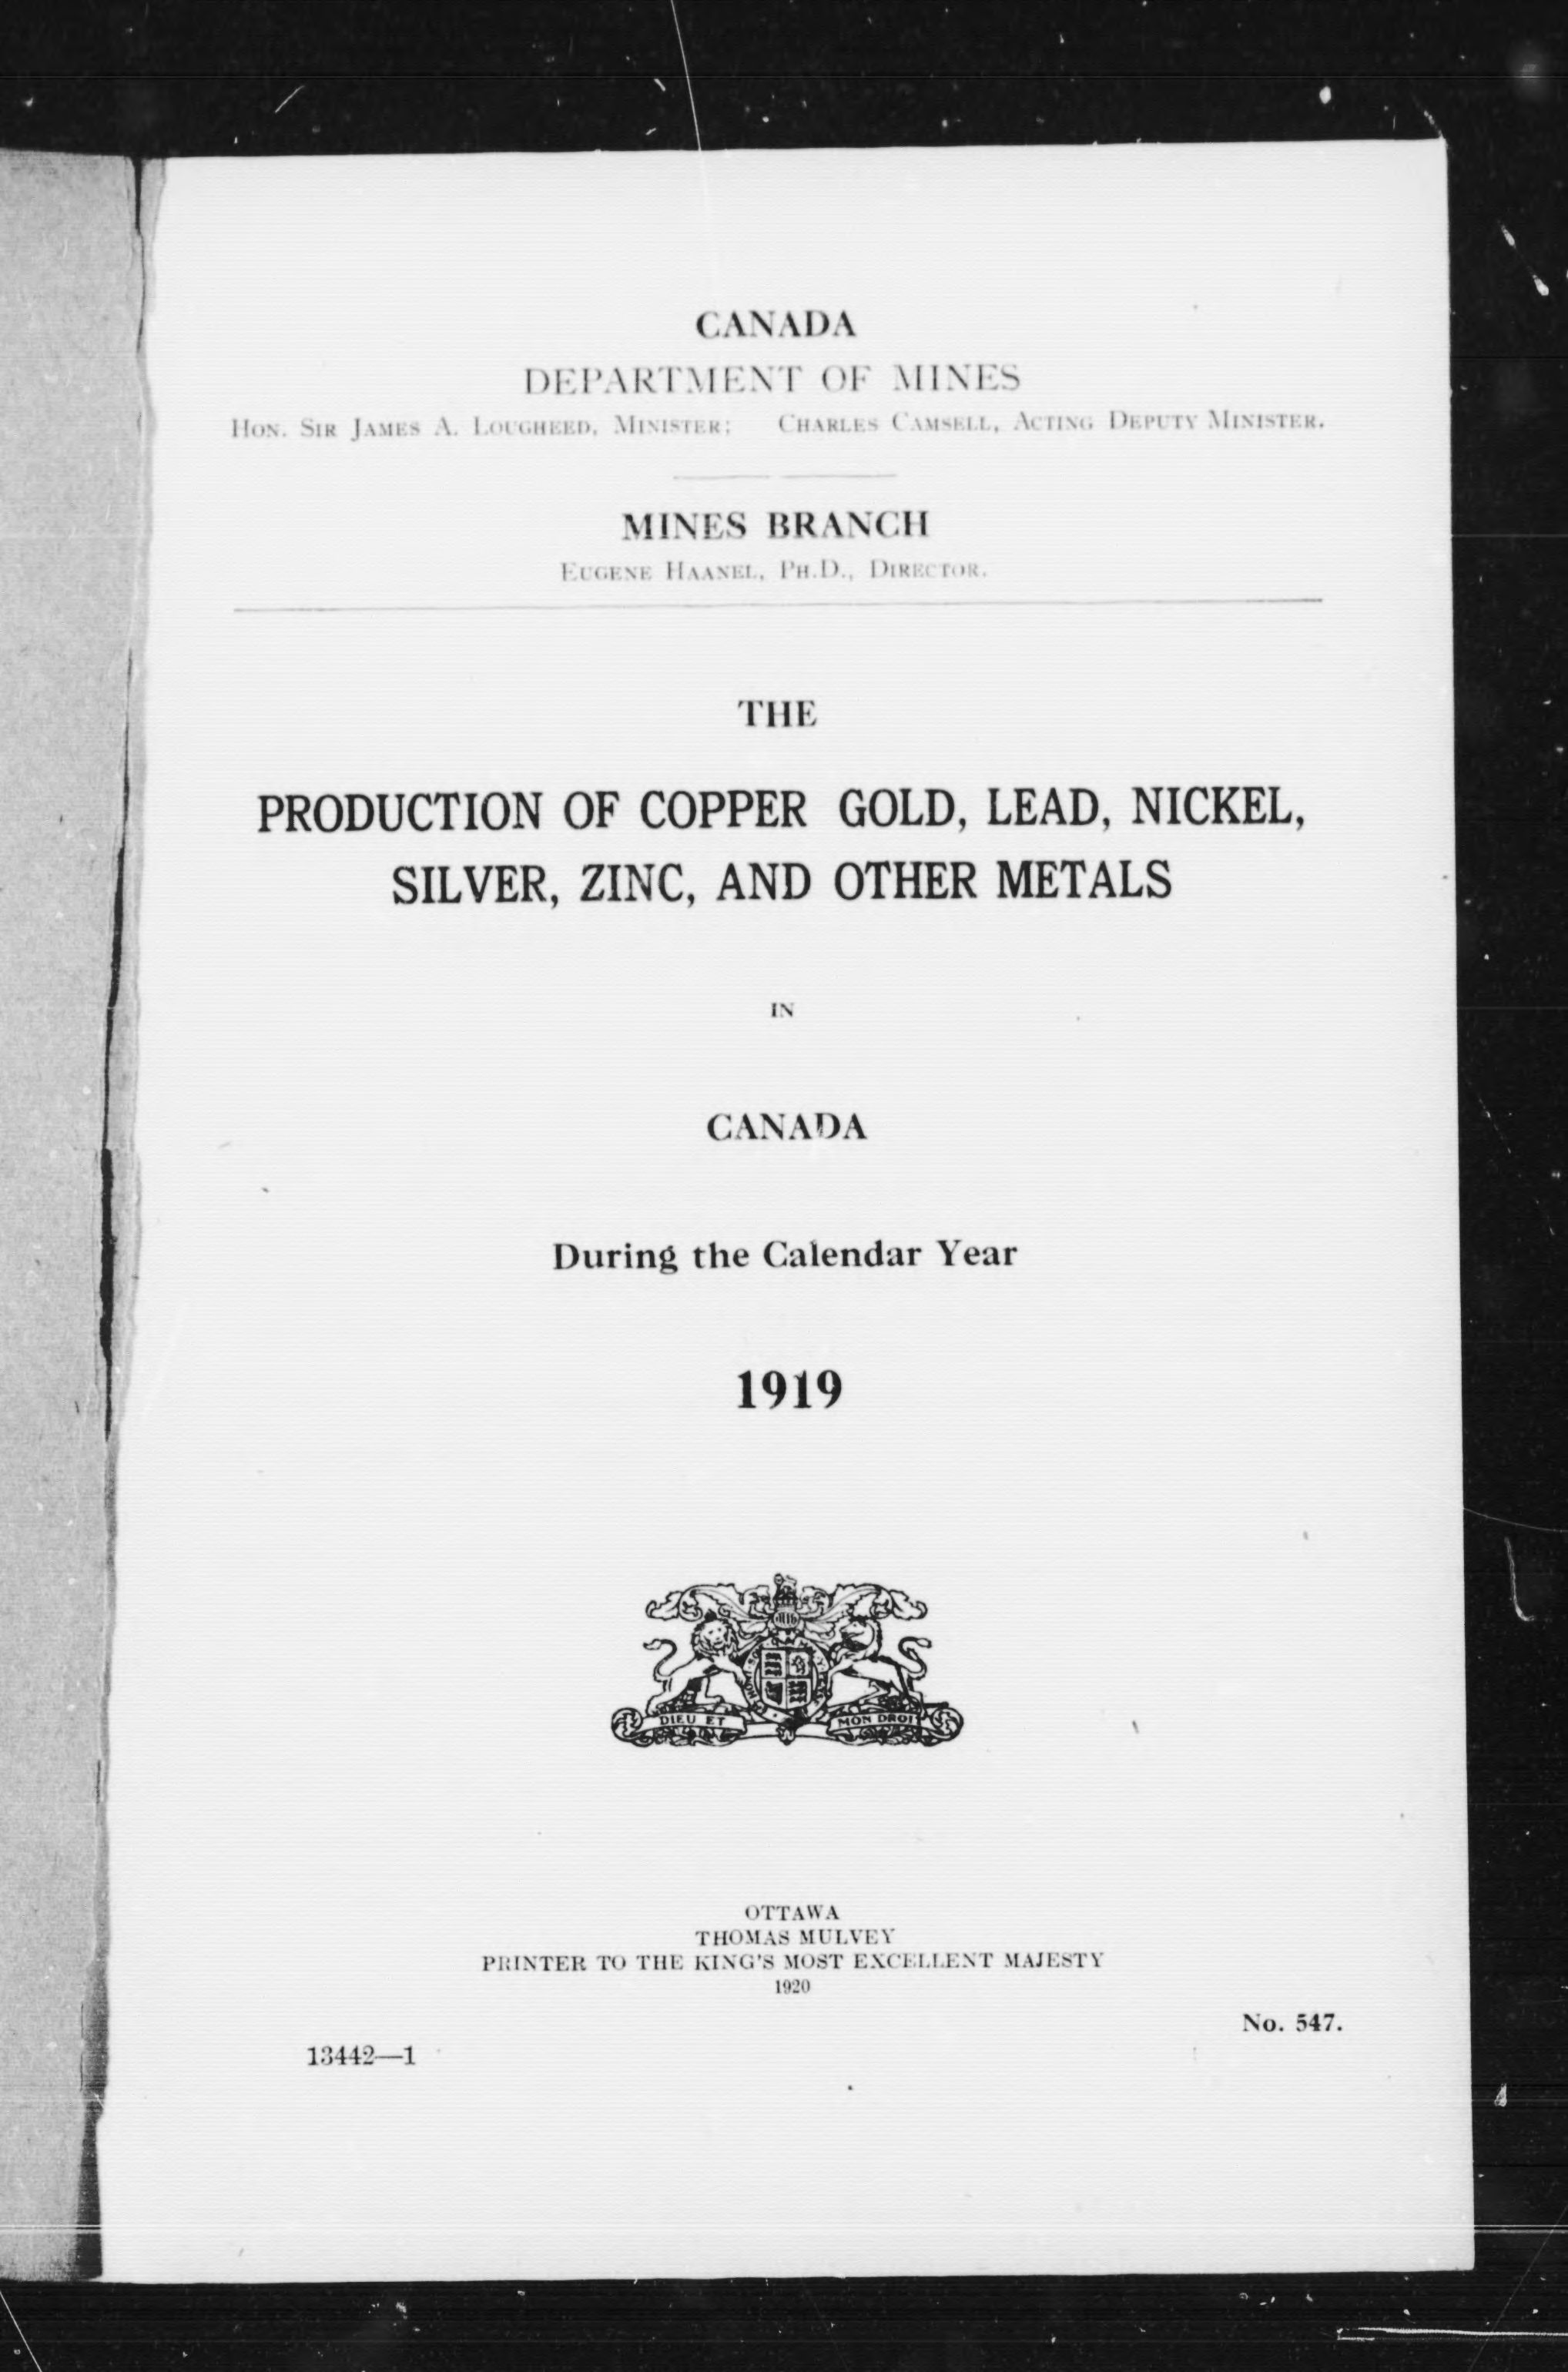 CANADA
DEPARTMENT OF MINES
HON. SIR JAMES A. LOUGHEED, MINISTER; CHARLES CAMSELL, ACTING DEPUTY MINISTER.
MINES BRANCH
EUGENE HAANEL, PH.D., DIRECTOR.
THE
PRODUCTION OF COPPER GOLD, LEAD, NICKEL,
SILVER, ZINC, AND OTHER METALS
IN
CANADA
During the Calendar Year
1919
DIEU ET MON DROIT
OTTAWA
THOMAS MULVEY
PRINTER TO THE KING'S MOST EXCELLENT MAJESTY
1920
No. 547.
13442—1